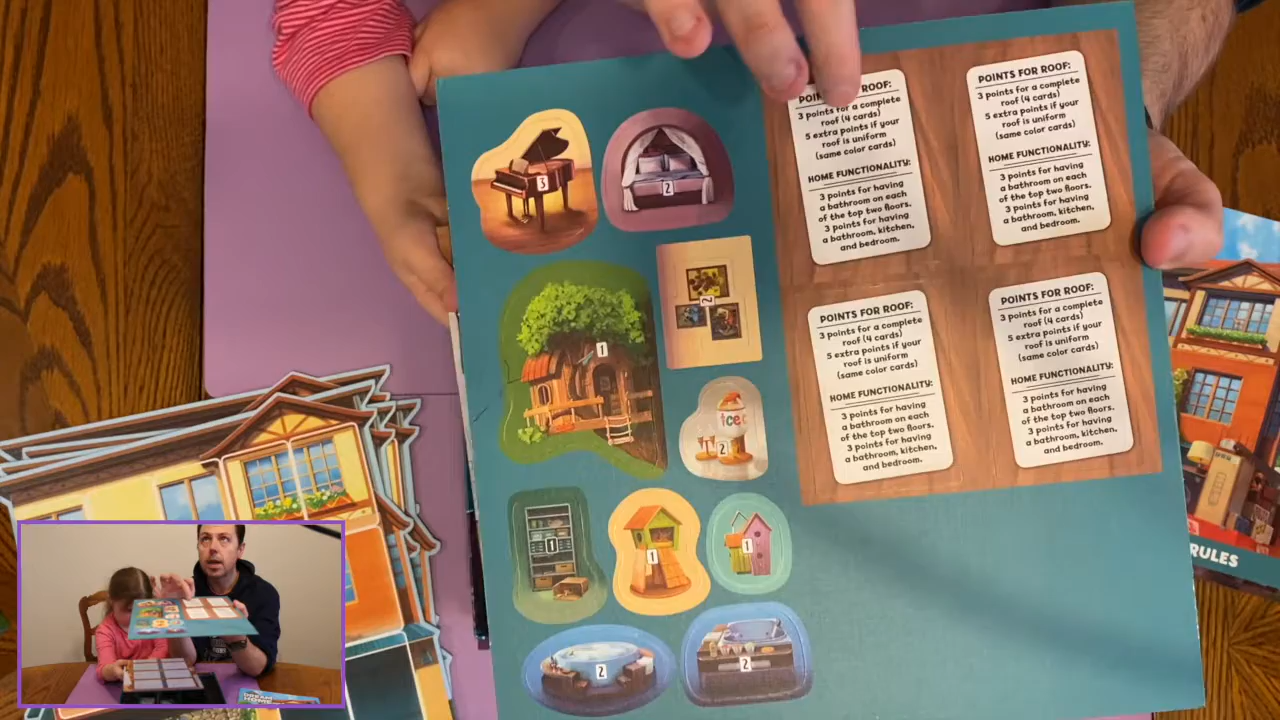 3
2
2
1
2
1
1
1
2
2
POINTS FOR ROOF:
3 points for a complete
roof (4 cards)
5 extra points if your
roof is uniform
(same color cards)
HOME FUNCTIONALITY:
3 points for having
a bathroom on each
of the top two floors.
3 points for having
a bathroom, kitchen,
and bedroom.
POINTS FOR ROOF:
3 points for a complete
roof (4 cards)
5 extra points if your
roof is uniform
(same color cards)
HOME FUNCTIONALITY:
3 points for having
a bathroom on each
of the top two floors.
3 points for having
a bathroom, kitchen,
and bedroom.
POINTS FOR ROOF:
3 points for a complete
roof (4 cards)
5 extra points if your
roof is uniform
(same color cards)
HOME FUNCTIONALITY:
3 points for having
a bathroom on each
of the top two floors.
3 points for having
a bathroom, kitchen,
and bedroom.
POINTS FOR ROOF:
3 points for a complete
roof (4 cards)
5 extra points if your
roof is uniform
(same color cards)
HOME FUNCTIONALITY:
3 points for having
a bathroom on each
of the top two floors.
3 points for having
a bathroom, kitchen,
and bedroom.
RULES